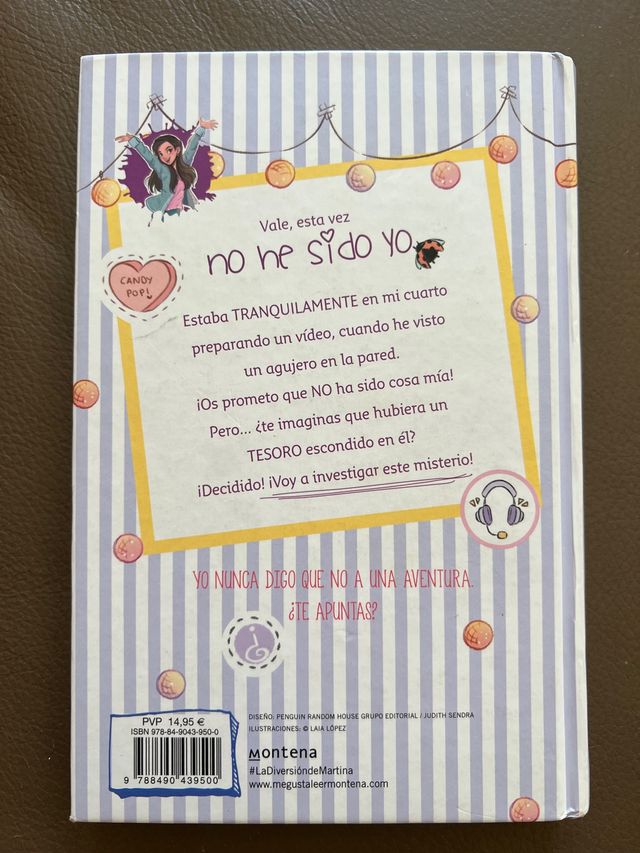 Vale, esta vez
no he sido yo
CANDY
POP!
Estaba TRANQUILAMENTE en mi cuarto
preparando un vídeo, cuando he visto
un agujero en la pared.
¡Os prometo que NO ha sido cosa mía!
Pero... ¿te imaginas que hubiera un
TESORO escondido en él?
¡Decidido! ¡Voy a investigar este misterio!
YO NUNCA DIGO QUE NO A UNA AVENTURA.
¿TE APUNTAS?
PVP 14,95 €
ISBN 978-84-9043-950-0
9 788490 439500
DISEÑO: PENGUIN RANDOM HOUSE GRUPO EDITORIAL / JUDITH SENDRA
ILUSTRACIONES: © LAIA LÓPEZ
montena
#LaDiversióndeMartina
www.megustaleermontena.com